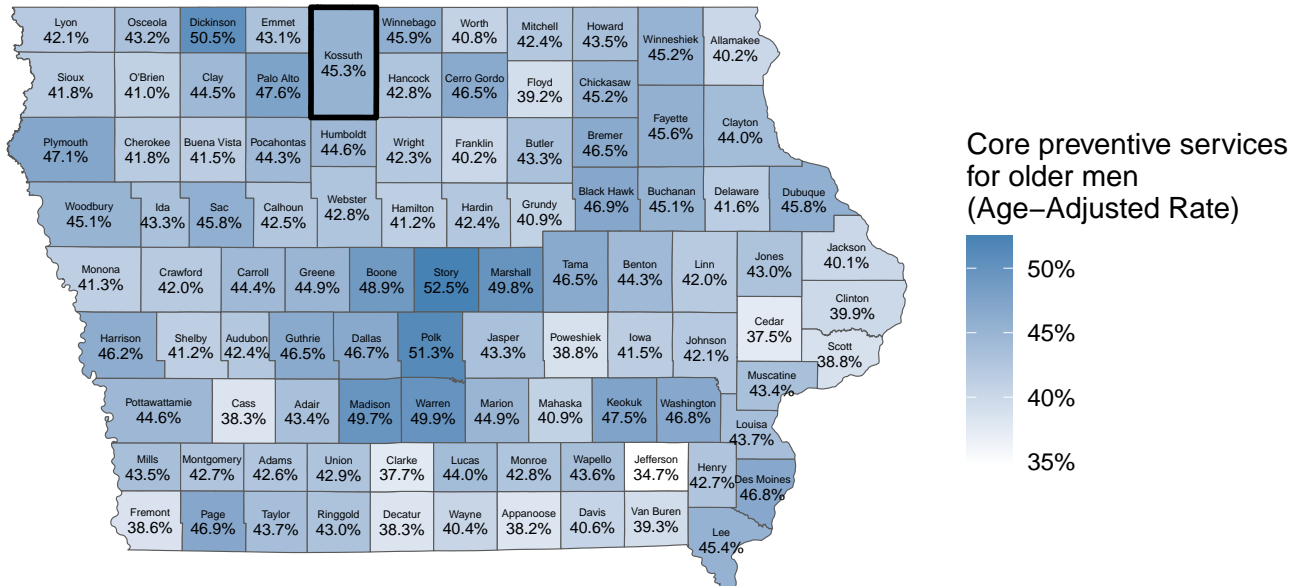 Lyon
42.1%
Osceola
43.2%
Dickinson
50.5%
Emmet
43.1%
Kossuth
45.3%
Winnebago
45.9%
Worth
40.8%
Mitchell
42.4%
Howard
43.5%
Winneshiek
45.2%
Allamakee
40.2%
Sioux
41.8%
O'Brien
41.0%
Clay
44.5%
Palo Alto
47.6%
Hancock
42.8%
Cerro Gordo
46.5%
Floyd
39.2%
Chickasaw
45.2%
Plymouth
47.1%
Cherokee
41.8%
Buena Vista
41.5%
Pocahontas
44.3%
Humboldt
44.6%
Wright
42.3%
Franklin
40.2%
Butler
43.3%
Bremer
46.5%
Fayette
45.6%
Clayton
44.0%
Woodbury
45.1%
Ida
43.3%
Sac
45.8%
Calhoun
42.5%
Webster
42.8%
Hamilton
41.2%
Hardin
42.4%
Grundy
40.9%
Black Hawk
46.9%
Buchanan
45.1%
Delaware
41.6%
Dubuque
45.8%
Monona
41.3%
Crawford
42.0%
Carroll
44.4%
Greene
44.9%
Boone
48.9%
Story
52.5%
Marshall
49.8%
Tama
46.5%
Benton
44.3%
Linn
42.0%
Jones
43.0%
Jackson
40.1%
Clinton
39.9%
Harrison
46.2%
Shelby
41.2%
Audubon
42.4%
Guthrie
46.5%
Dallas
46.7%
Polk
51.3%
Jasper
43.3%
Poweshiek
38.8%
Iowa
41.5%
Johnson
42.1%
Cedar
37.5%
Scott
38.8%
Muscatine
43.4%
Pottawattamie
44.6%
Cass
38.3%
Adair
43.4%
Madison
49.7%
Warren
49.9%
Marion
44.9%
Mahaska
40.9%
Keokuk
47.5%
Washington
46.8%
Louisa
43.7%
Mills
43.5%
Montgomery
42.7%
Adams
42.6%
Union
42.9%
Clarke
37.7%
Lucas
44.0%
Monroe
42.8%
Wapello
43.6%
Jefferson
34.7%
Henry
42.7%
Des Moines
46.8%
Fremont
38.6%
Page
46.9%
Taylor
43.7%
Ringgold
43.0%
Decatur
38.3%
Wayne
40.4%
Appanoose
38.2%
Davis
40.6%
Van Buren
39.3%
Lee
45.4%
Core preventive services
for older men
(Age−Adjusted Rate)
50%
45%
40%
35%